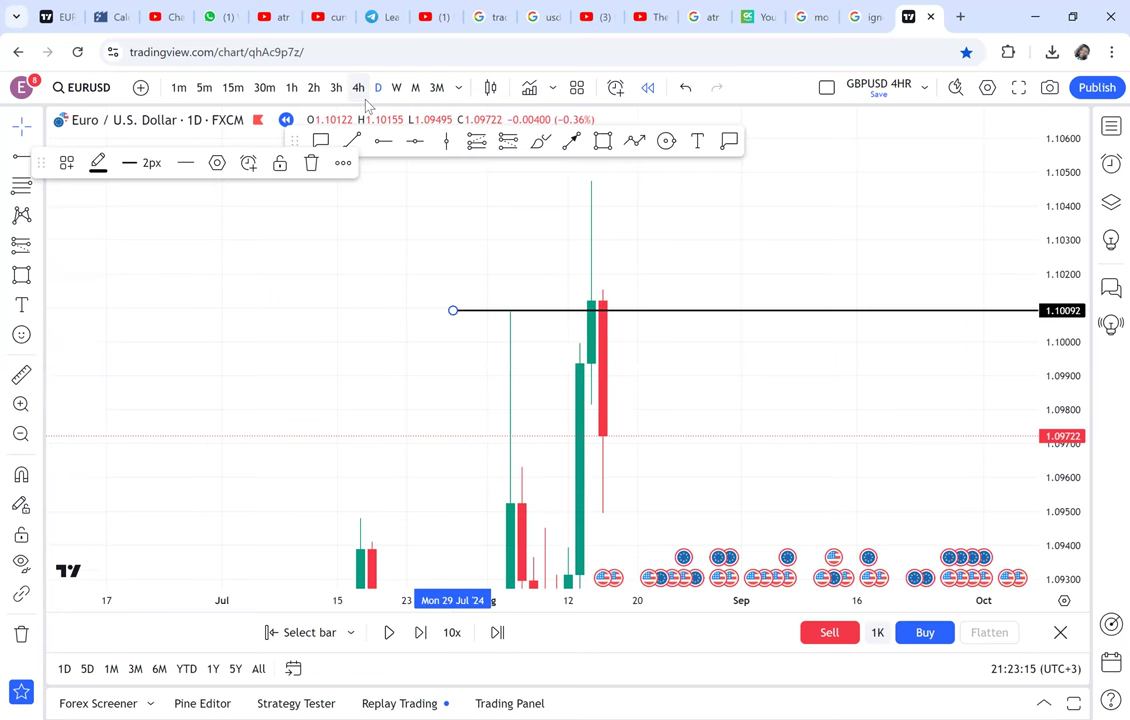 EUR
Cale
Cha
(1)
atr
cur
Lea
(1)
trac
usd
(3)
The
atr
You
mo
ign
tradingview.com/chart/qhAc9p7z/
E
8
EURUSD
1m 5m 15m 30m 1h 2h 3h 4h D W M 3M
GBPUSD 4HR
Save
Publish
Euro / U.S. Dollar · 1D · FXCM
O1.10122 H1.10155 L1.09495 C1.09722 −0.00400 (−0.36%)
2px
1.10600
1.10500
1.10400
1.10300
1.10200
1.10092
1.10000
1.09900
1.09800
1.09722
1.09700
1.09600
1.09500
1.09400
1.09300
17 Jul 15 23 Mon 29 Jul '24 12 20 Sep 16 Oct
Select bar
10x
Sell
1K
Buy
Flatten
1D 5D 1M 3M 6M YTD 1Y 5Y All
21:23:15 (UTC+3)
Forex Screener
Pine Editor
Strategy Tester
Replay Trading
Trading Panel